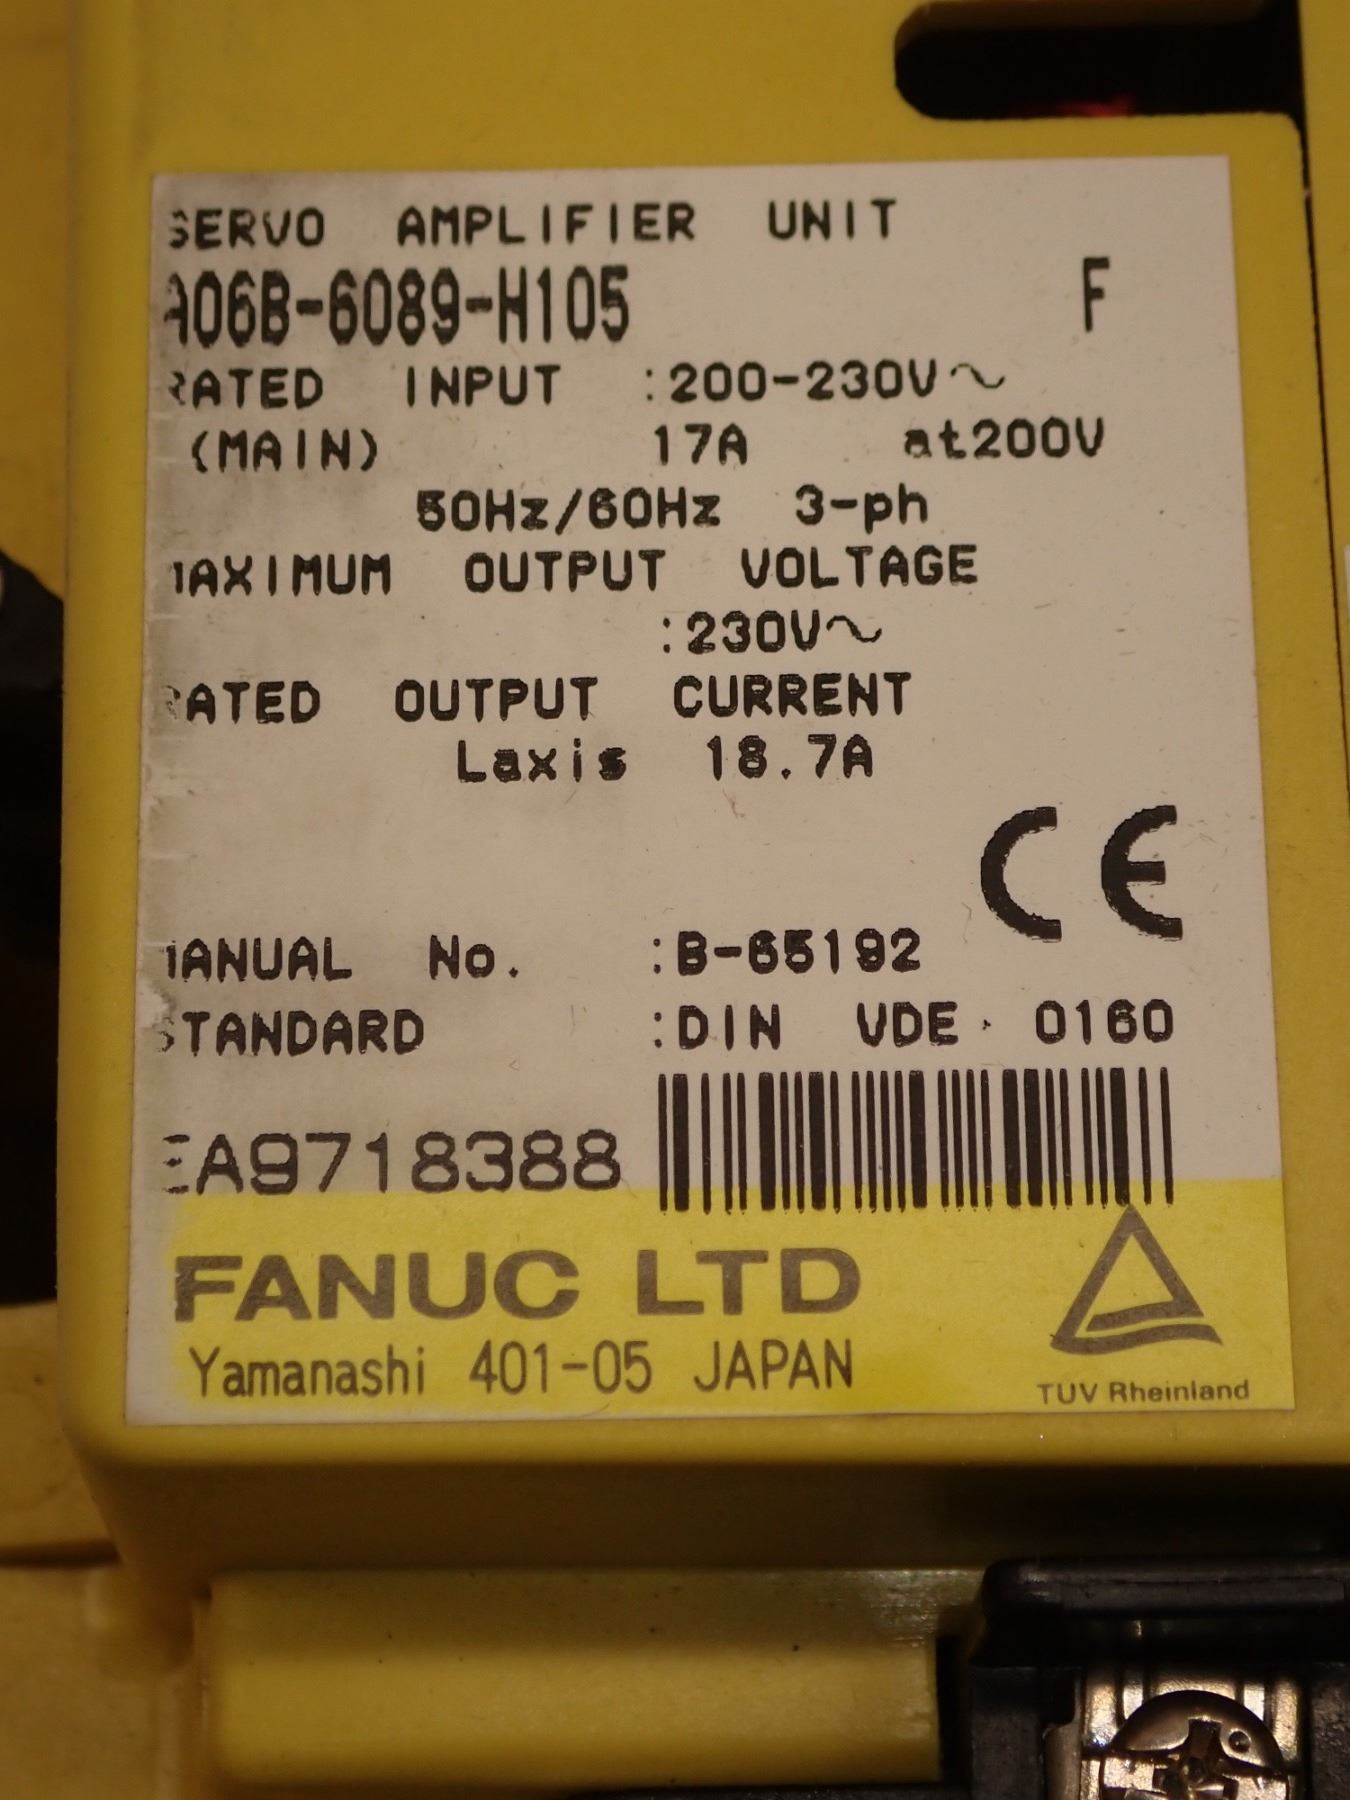 SERVO AMPLIFIER UNIT
A06B-6089-H105 F
RATED INPUT :200-230V～
(MAIN) 17A at200V
50Hz/60Hz 3-ph
MAXIMUM OUTPUT VOLTAGE
:230V～
RATED OUTPUT CURRENT
Laxis 18.7A
CE
MANUAL No. :B-65192
STANDARD :DIN VDE 0160
EA9718388
FANUC LTD
Yamanashi 401-05 JAPAN
TUV Rheinland